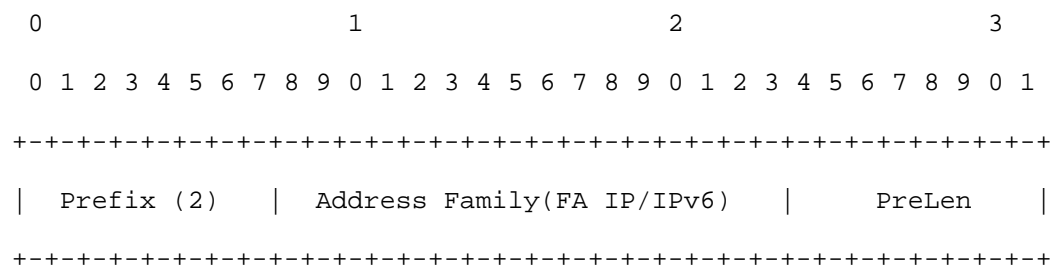 0                   1                   2                   3
 0 1 2 3 4 5 6 7 8 9 0 1 2 3 4 5 6 7 8 9 0 1 2 3 4 5 6 7 8 9 0 1
+-+-+-+-+-+-+-+-+-+-+-+-+-+-+-+-+-+-+-+-+-+-+-+-+-+-+-+-+-+-+-+-+
|  Prefix (2)   |  Address Family(FA IP/IPv6)   |     PreLen    |
+-+-+-+-+-+-+-+-+-+-+-+-+-+-+-+-+-+-+-+-+-+-+-+-+-+-+-+-+-+-+-+-+